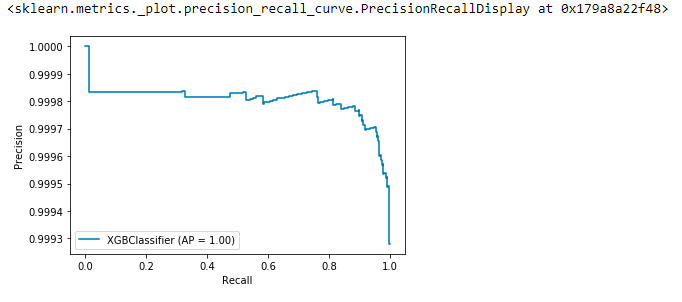 <sklearn.metrics._plot.precision_recall_curve.PrecisionRecallDisplay at 0x179a8a22f48>
1.0000
0.9999
0.9998
0.9997
0.9996
0.9995
0.9994
0.9993
Precision
XGBClassifier (AP = 1.00)
0.0 0.2 0.4 0.6 0.8 1.0
Recall